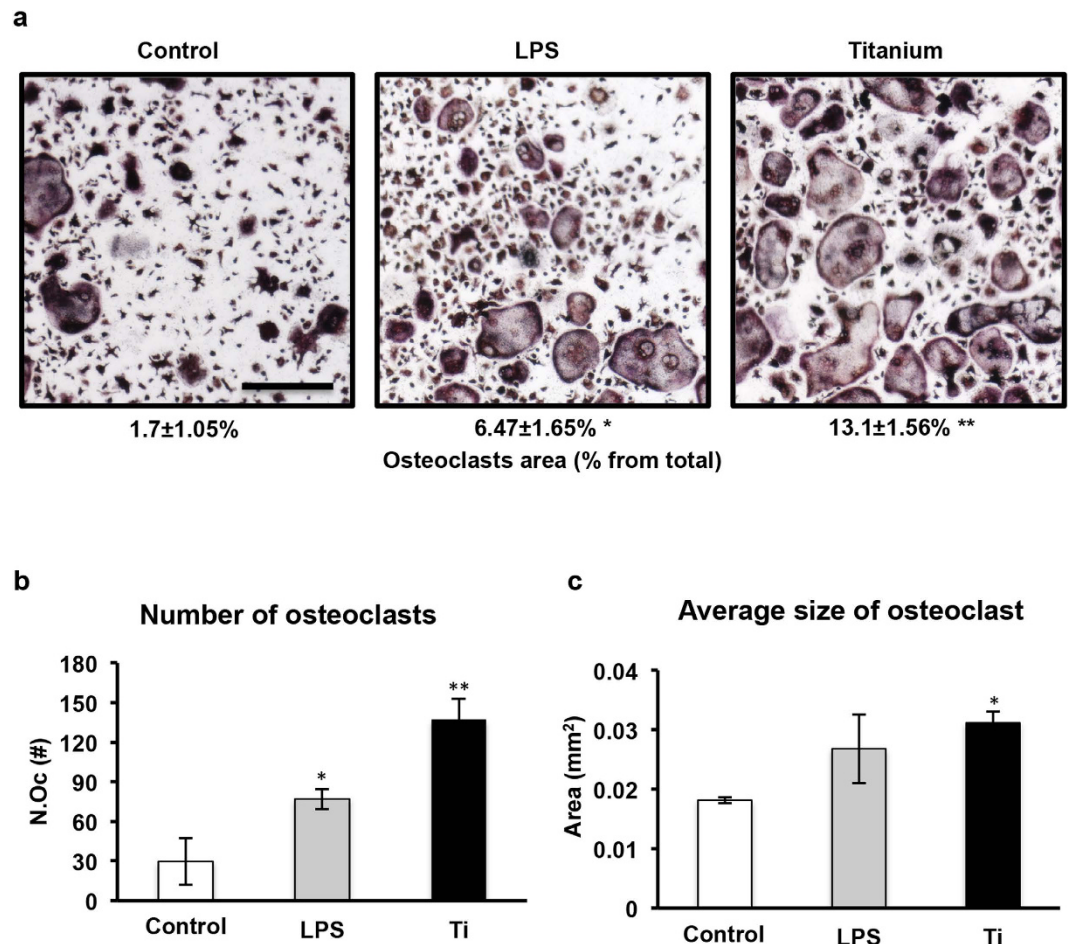 a
Control LPS Titanium
1.7±1.05% 6.47±1.65% * 13.1±1.56% **
Osteoclasts area (% from total)
b
Number of osteoclasts
N.Oc (#)
180
150
120
90
60
30
0
*
**
Control LPS Ti
c
Average size of osteoclast
Area (mm²)
0.04
0.03
0.02
0.01
0
*
Control LPS Ti